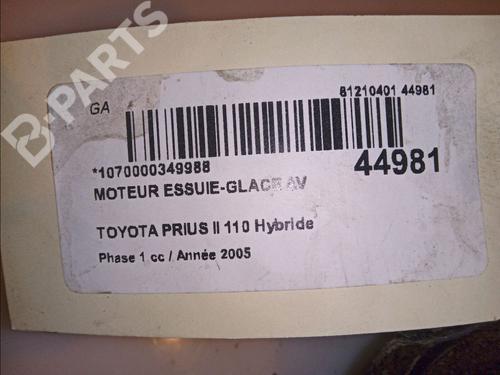 B-PARTS
GA
81210401 44981
*1070000349988
44981
MOTEUR ESSUIE-GLACE AV
TOYOTA PRIUS II 110 Hybride
Phase 1 cc / Année 2005